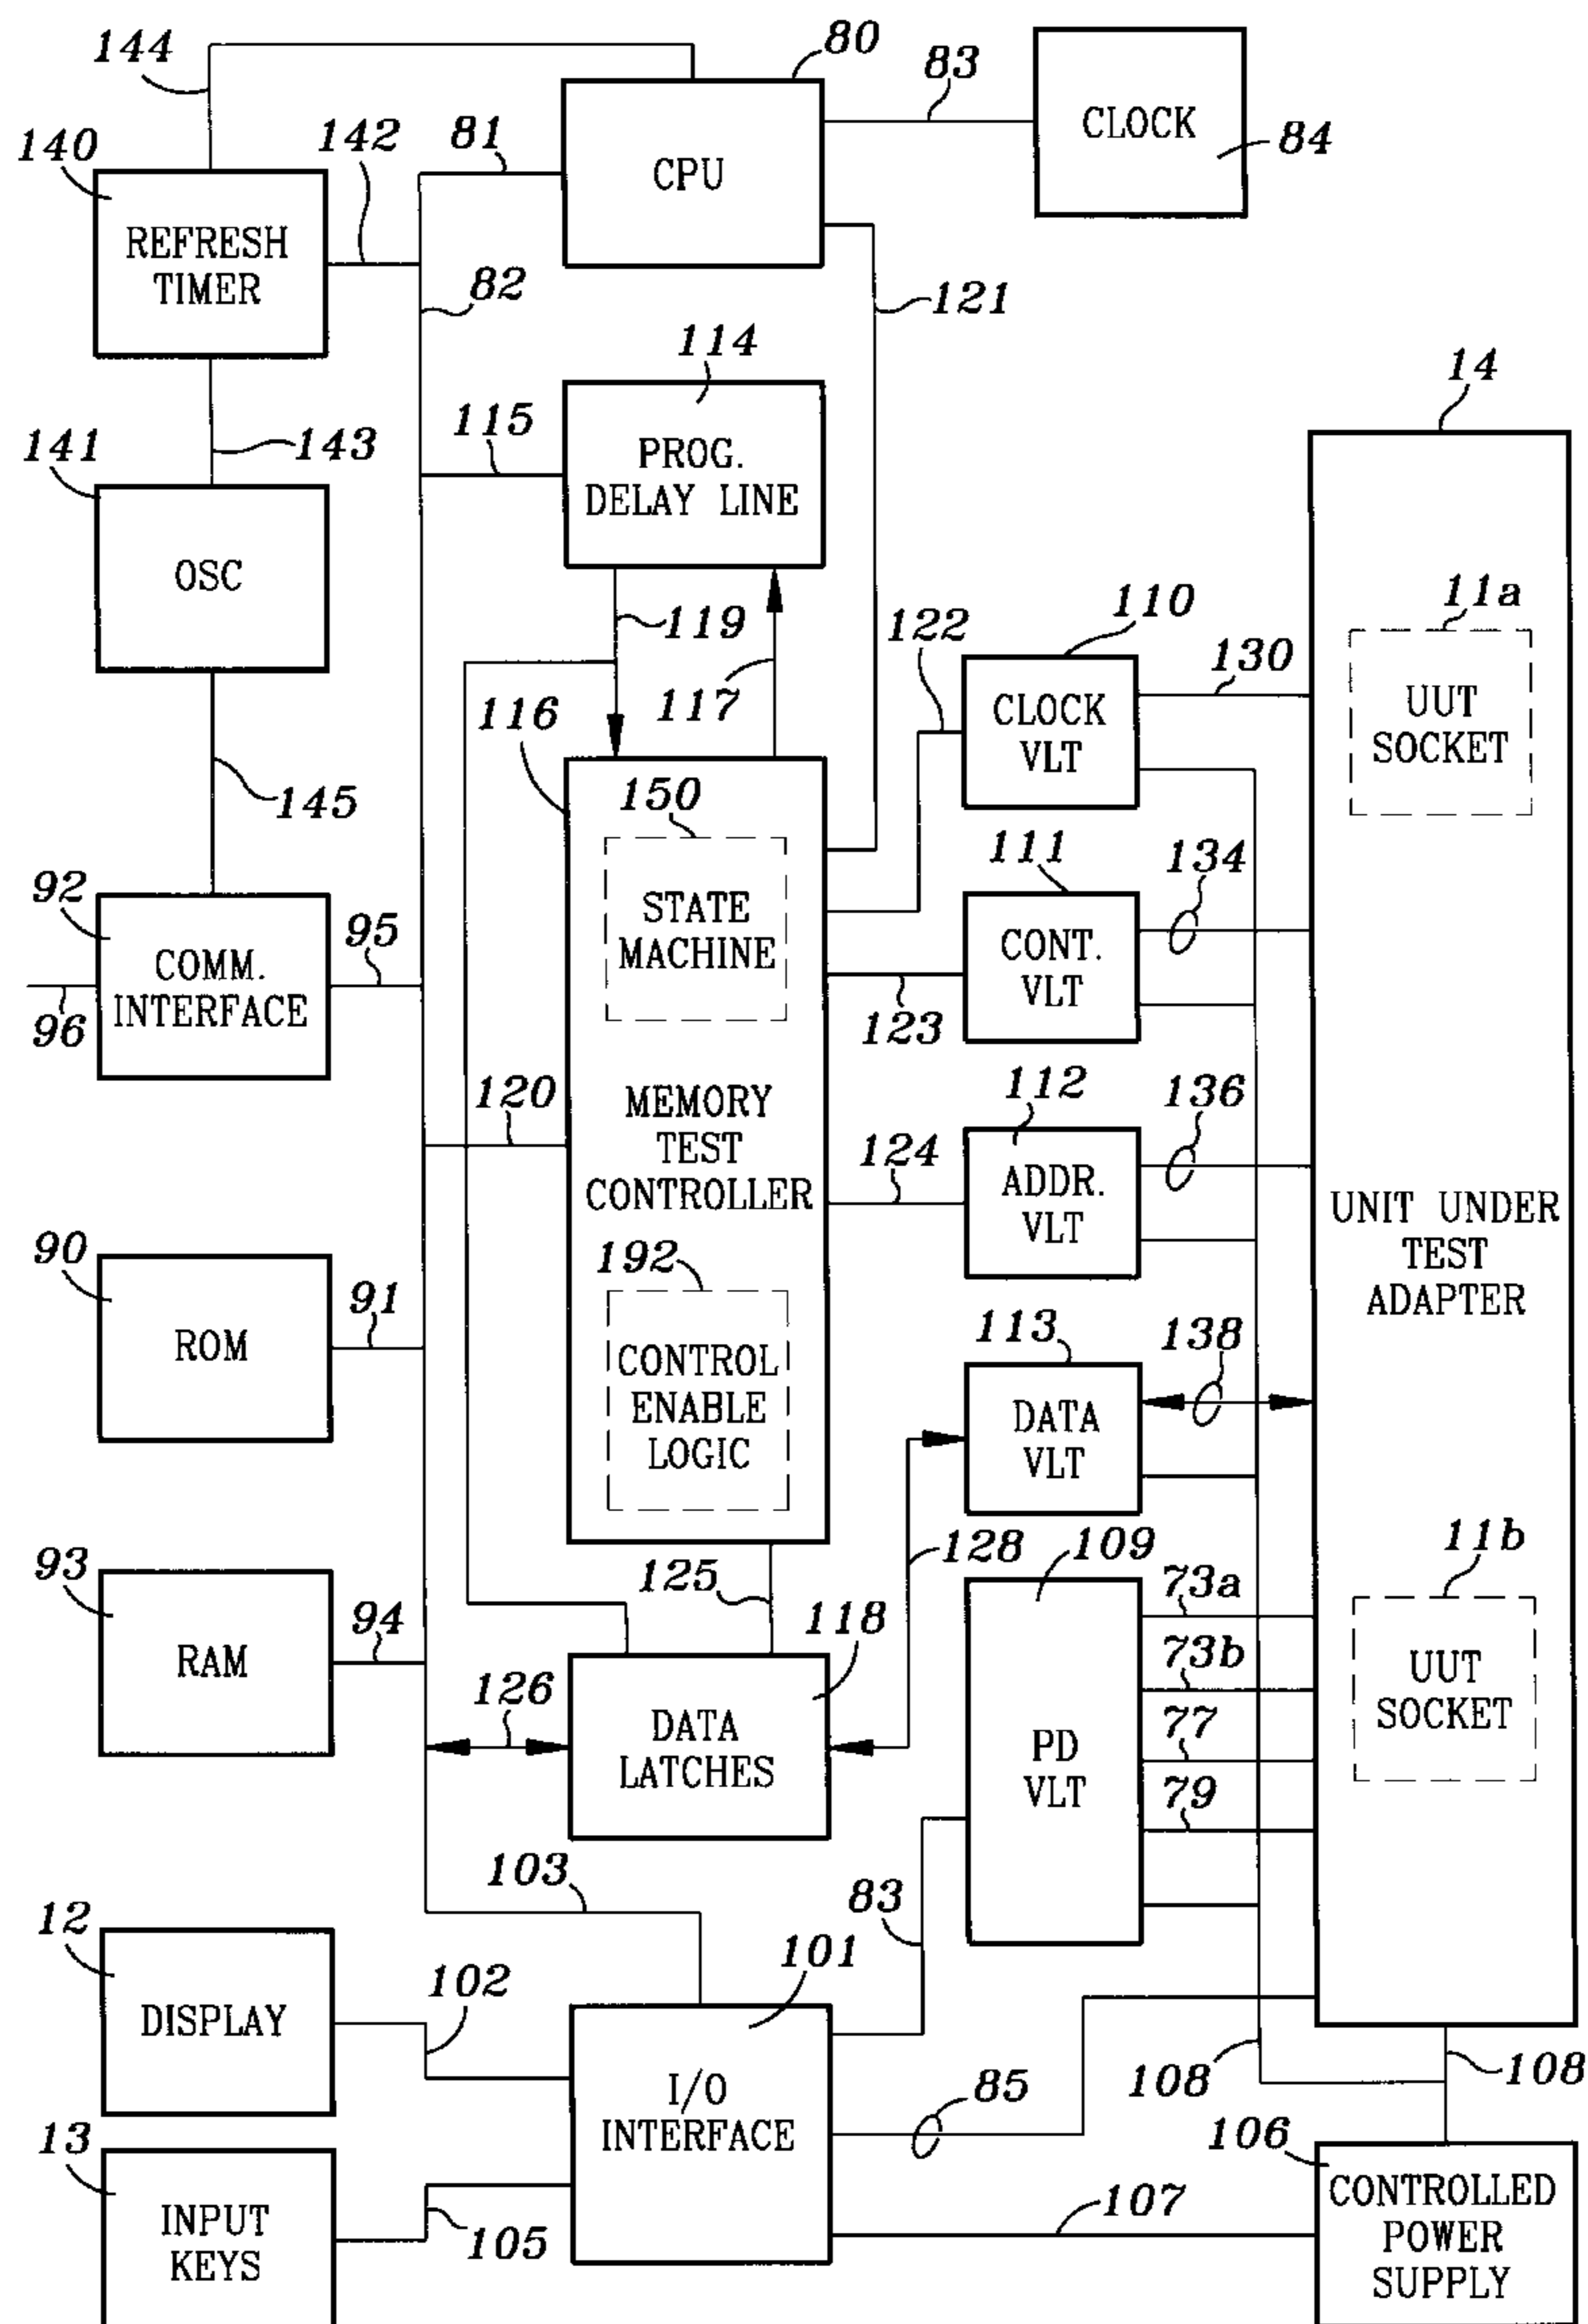 144
80
83
CLOCK
84
140
142
81
CPU
REFRESH
TIMER
82
121
114
14
141
143
115
PROG.
DELAY LINE
OSC
119
117
122
110
130
11a
UUT
SOCKET
116
CLOCK
VLT
145
150
STATE
MACHINE
111
134
92
95
COMM.
INTERFACE
96
CONT.
VLT
123
120
MEMORY
TEST
CONTROLLER
112
136
124
ADDR.
VLT
UNIT UNDER
TEST
ADAPTER
90
91
ROM
192
CONTROL
ENABLE
LOGIC
113
138
DATA
VLT
128
109
11b
93
94
RAM
125
118
73a
73b
77
79
UUT
SOCKET
126
DATA
LATCHES
PD
VLT
103
83
12
102
101
DISPLAY
I/O
INTERFACE
85
108
108
13
105
106
107
INPUT
KEYS
CONTROLLED
POWER
SUPPLY